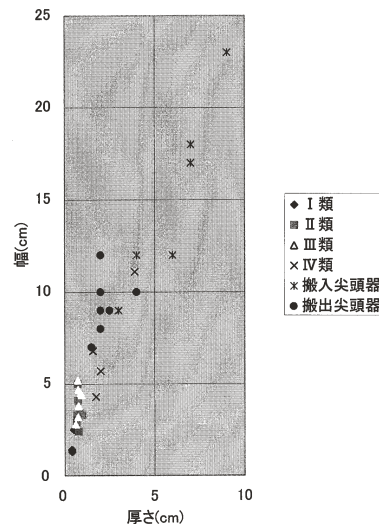 25
20
15
10
5
0
幅(cm)
0 5 10
厚さ(cm)
Ⅰ類
Ⅱ類
Ⅲ類
Ⅳ類
搬入尖頭器
搬出尖頭器